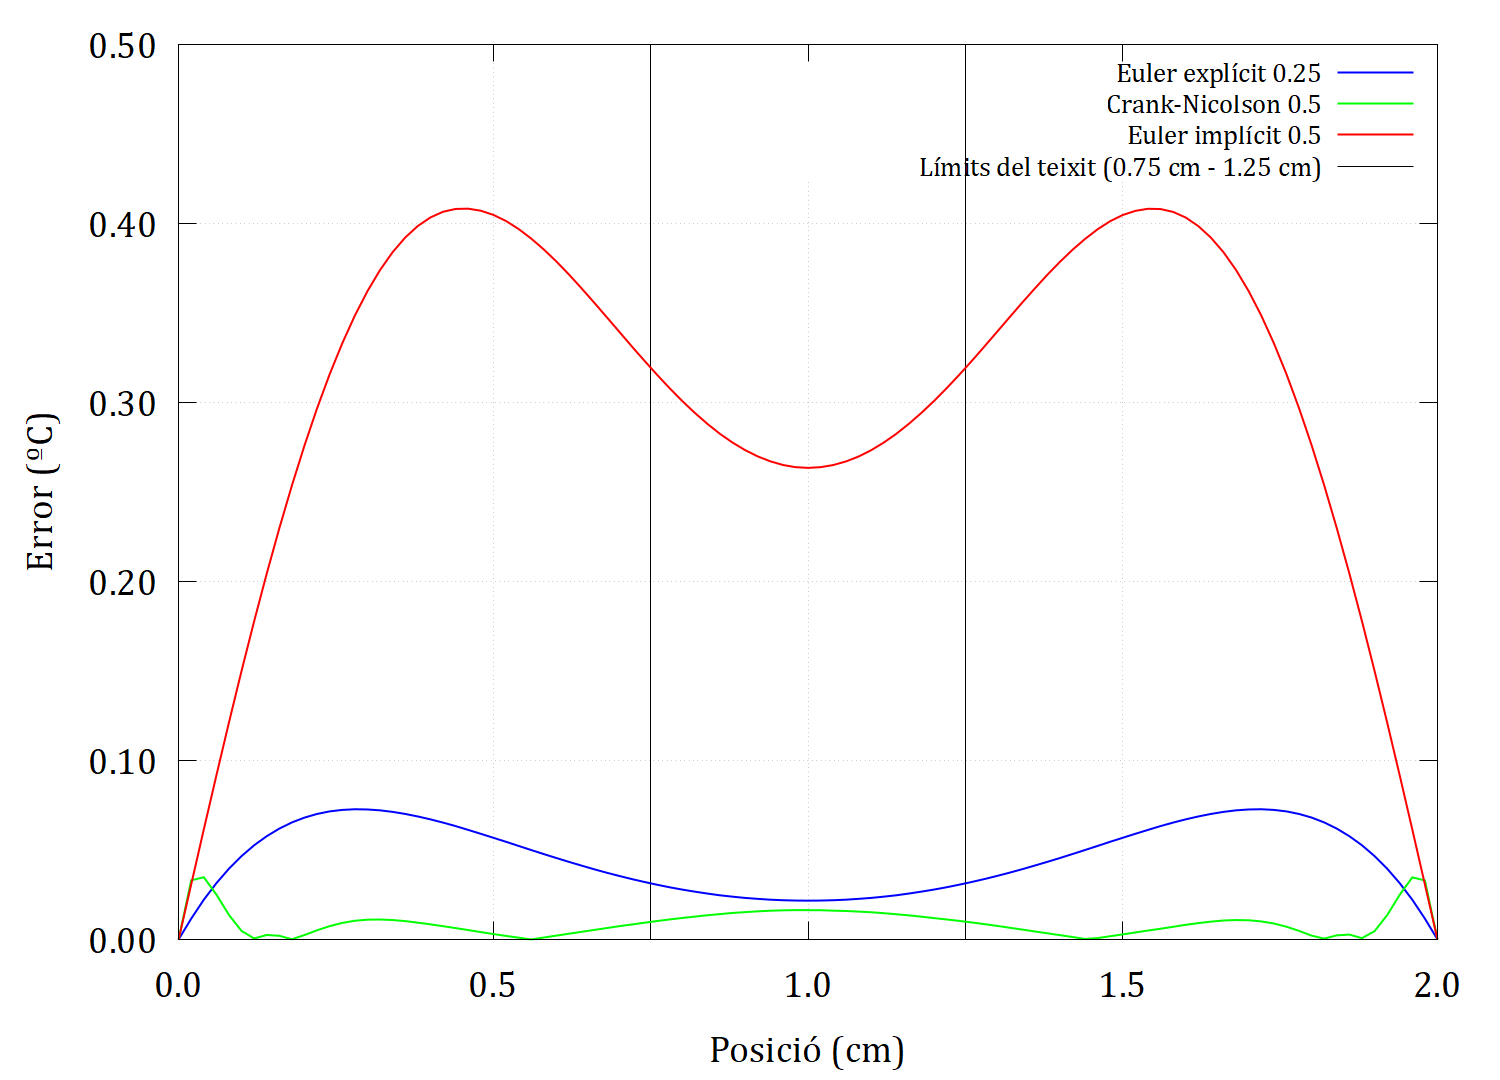 0.50
0.40
0.30
0.20
0.10
0.00
Error (ºC)
Euler explícit 0.25
Crank-Nicolson 0.5
Euler implícit 0.5
Límits del teixit (0.75 cm - 1.25 cm)
0.0 0.5 1.0 1.5 2.0
Posició (cm)